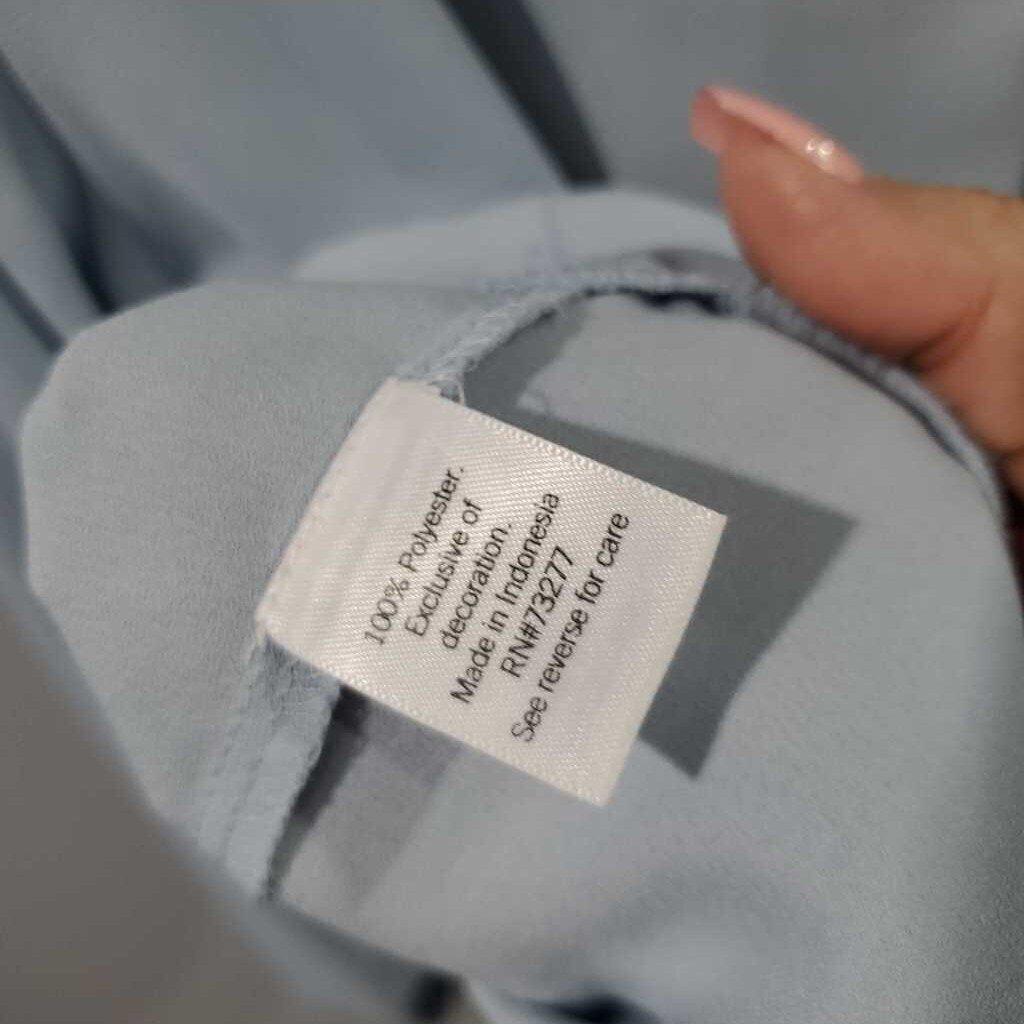 100% Polyester.
Exclusive of
decoration.
Made in Indonesia
RN#73277
See reverse for care